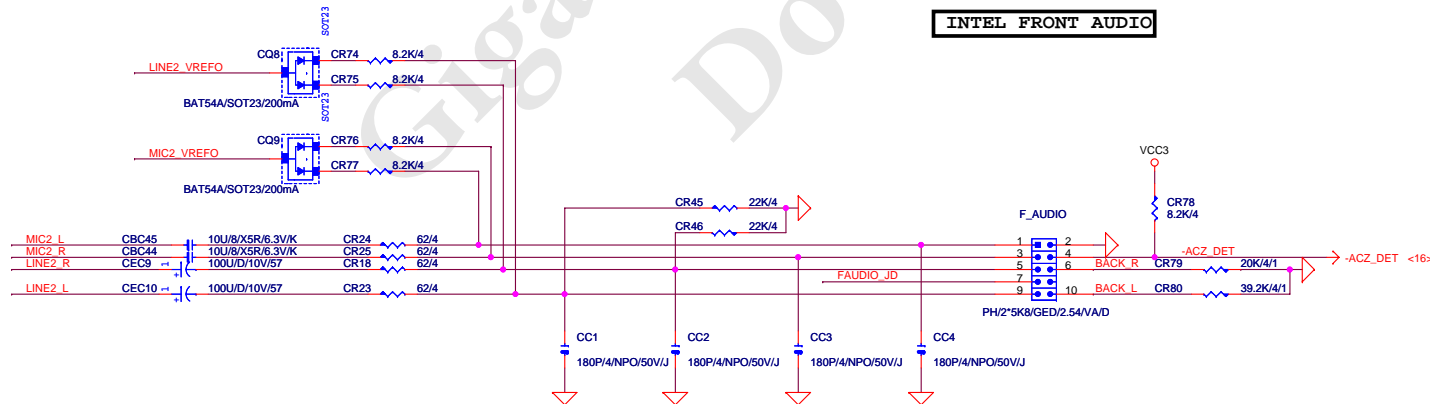 INTEL FRONT AUDIO
SOT23
CQ8
CR74 8.2K/4
LINE2_VREFO
CR75 8.2K/4
BAT54A/SOT23/200mA
SOT23
CQ9
CR76 8.2K/4
MIC2_VREFO
CR77 8.2K/4
BAT54A/SOT23/200mA
VCC3
CR78
8.2K/4
CR45 22K/4
CR46 22K/4
F_AUDIO
MIC2_L CBC45 10U/8/X5R/6.3V/K CR24 62/4 1 2
MIC2_R CBC44 10U/8/X5R/6.3V/K CR25 62/4 3 4 -ACZ_DET -ACZ_DET <16>
LINE2_R CEC9 1 + 100U/D/10V/57 CR18 62/4 5 6 BACK_R CR79 20K/4/1
FAUDIO_JD 7
LINE2_L CEC10 1 + 100U/D/10V/57 CR23 62/4 9 10 BACK_L CR80 39.2K/4/1
PH/2*5K8/GED/2.54/VA/D
CC1 CC2 CC3 CC4
180P/4/NPO/50V/J 180P/4/NPO/50V/J 180P/4/NPO/50V/J 180P/4/NPO/50V/J
Giga
Do